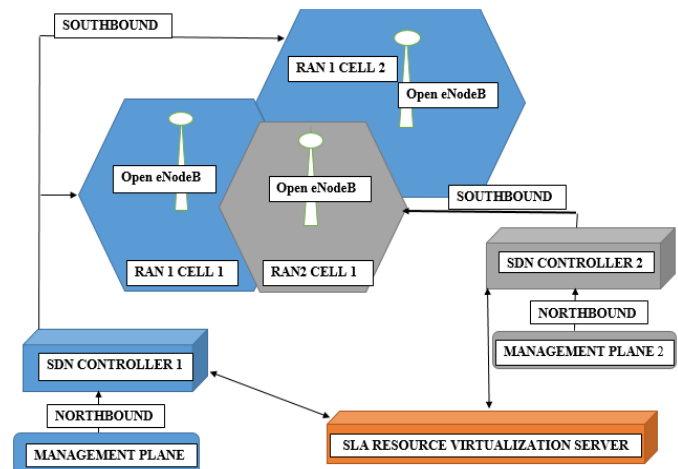 SOUTHBOUND
RAN 1 CELL 2
Open eNodeB
Open eNodeB
Open eNodeB
SOUTHBOUND
RAN 1 CELL 1
RAN2 CELL 1
SDN CONTROLLER 2
NORTHBOUND
MANAGEMENT PLANE 2
SDN CONTROLLER 1
NORTHBOUND
MANAGEMENT PLANE
SLA RESOURCE VIRTUALIZATION SERVER